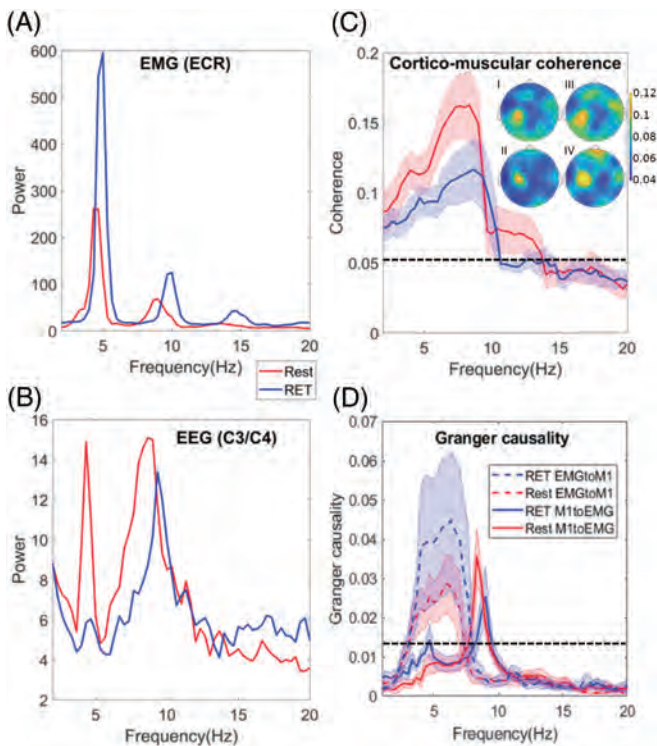 (A)
EMG (ECR)
600
500
400
300
200
100
0
Power
5 10 15 20
Frequency(Hz)
Rest
RET
(B)
EEG (C3/C4)
16
14
12
10
8
6
4
2
Power
5 10 15 20
Frequency(Hz)
(C)
Cortico-muscular coherence
0.2
0.15
0.1
0.05
0
Coherence
I III
II IV
0.12
0.1
0.08
0.06
0.04
5 10 15 20
Frequency(Hz)
(D)
Granger causality
0.07
0.06
0.05
0.04
0.03
0.02
0.01
0
Granger causality
RET EMGtoM1
Rest EMGtoM1
RET M1toEMG
Rest M1toEMG
5 10 15 20
Frequency(Hz)